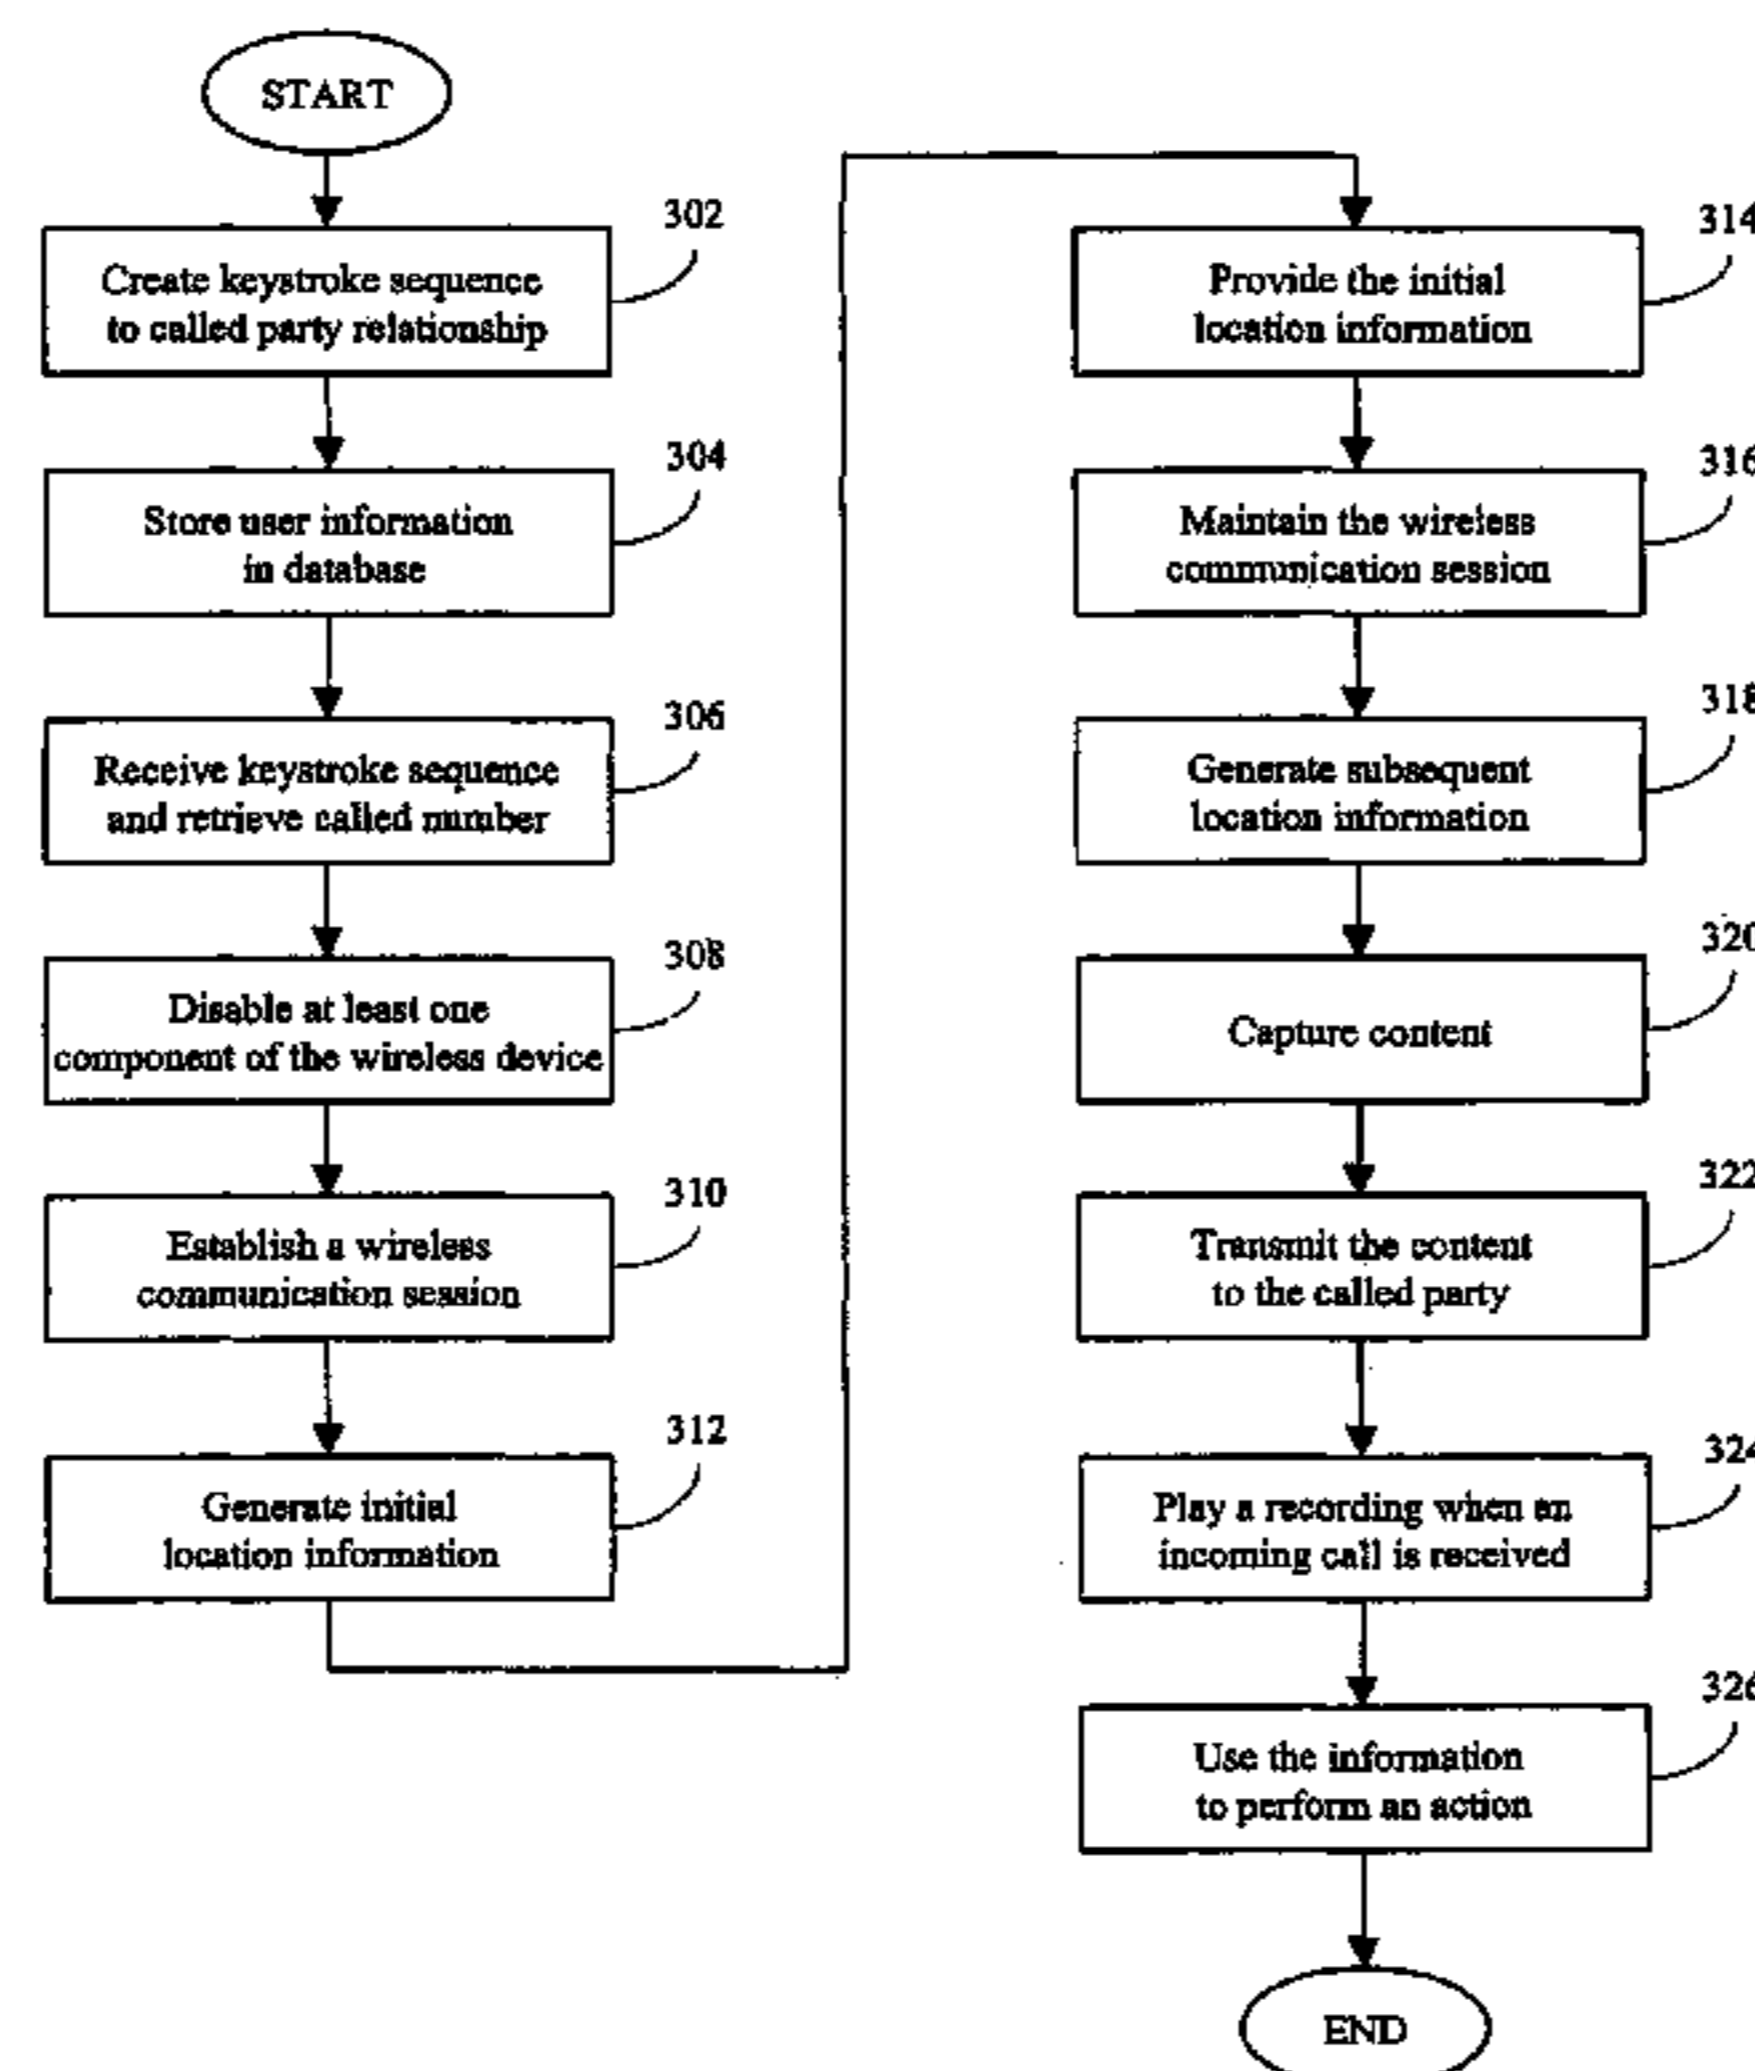 START
302
Create keystroke sequence
to called party relationship
304
Store user information
in database
306
Receive keystroke sequence
and retrieve called number
308
Disable at least one
component of the wireless device
310
Establish a wireless
communication session
312
Generate initial
location information
314
Provide the initial
location information
316
Maintain the wireless
communication session
318
Generate subsequent
location information
320
Capture content
322
Transmit the content
to the called party
324
Play a recording when an
incoming call is received
326
Use the information
to perform an action
END